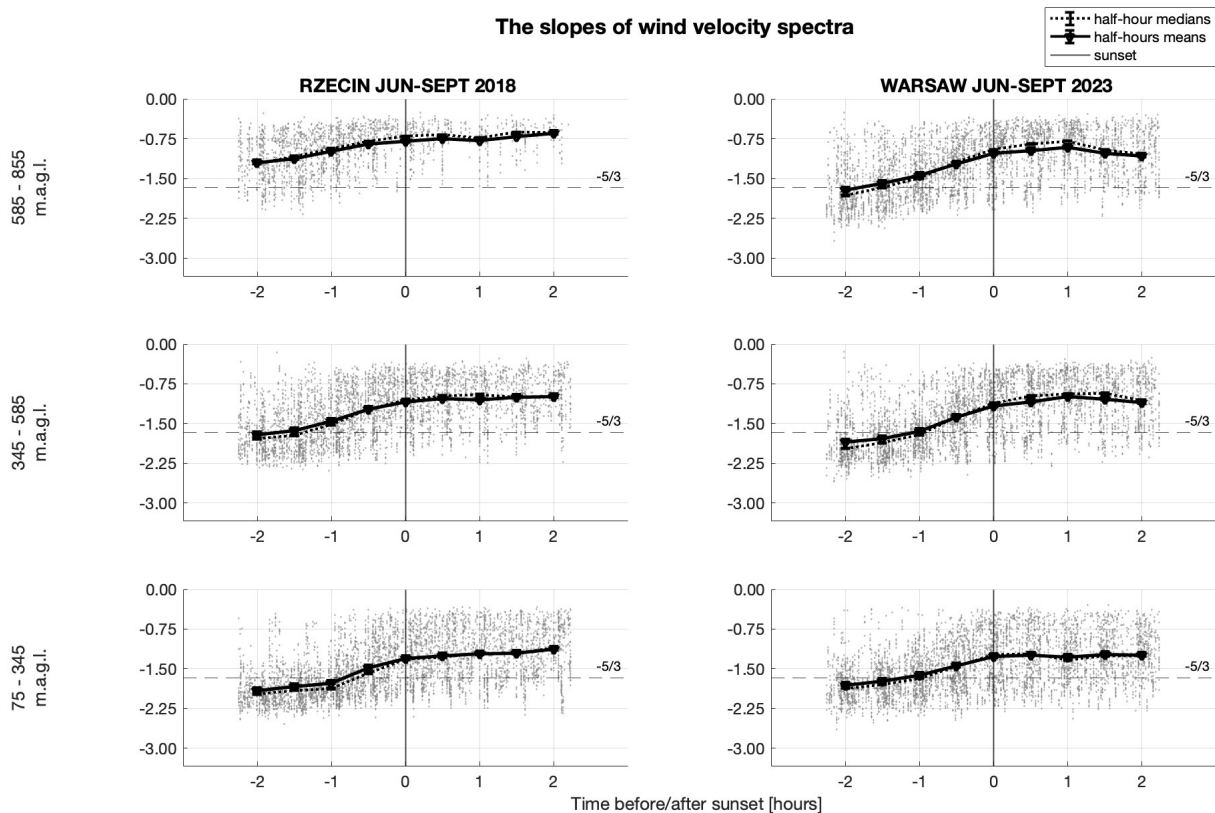 The slopes of wind velocity spectra
half-hour medians
half-hours means
sunset
RZECIN JUN-SEPT 2018
WARSAW JUN-SEPT 2023
585 - 855
m.a.g.l.
0.00
-0.75
-1.50
-2.25
-3.00
-5/3
-2 -1 0 1 2
0.00
-0.75
-1.50
-2.25
-3.00
-5/3
-2 -1 0 1 2
345 - 585
m.a.g.l.
0.00
-0.75
-1.50
-2.25
-3.00
-5/3
-2 -1 0 1 2
0.00
-0.75
-1.50
-2.25
-3.00
-5/3
-2 -1 0 1 2
75 - 345
m.a.g.l.
0.00
-0.75
-1.50
-2.25
-3.00
-5/3
-2 -1 0 1 2
0.00
-0.75
-1.50
-2.25
-3.00
-5/3
-2 -1 0 1 2
Time before/after sunset [hours]